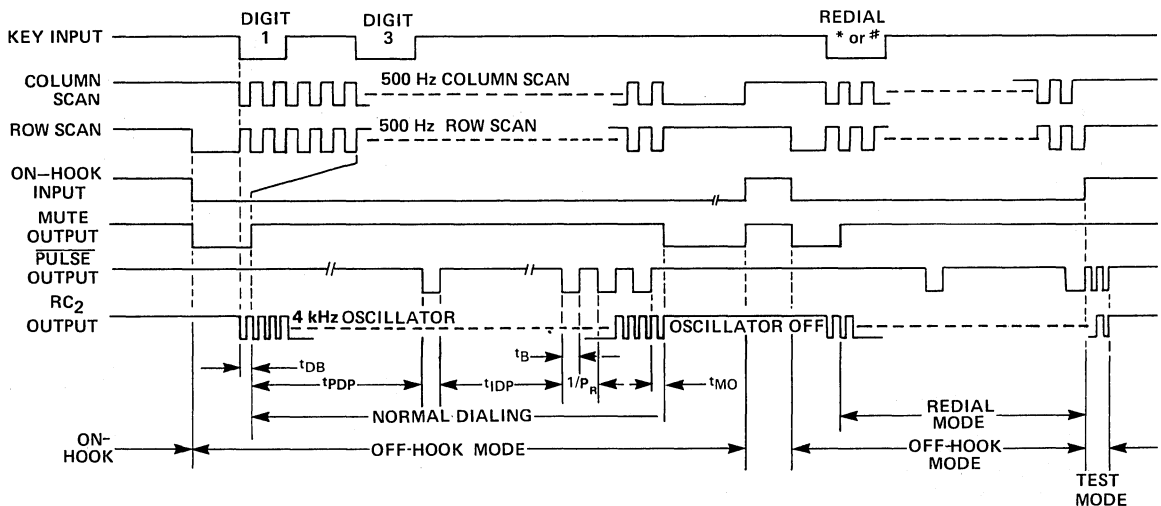 DIGIT
1
DIGIT
3
REDIAL
* or #
KEY INPUT
COLUMN
SCAN
500 Hz COLUMN SCAN
ROW SCAN
500 Hz ROW SCAN
ON-HOOK
INPUT
MUTE
OUTPUT
PULSE
OUTPUT
RC2
OUTPUT
4 kHz OSCILLATOR
OSCILLATOR OFF
tDB
tPDP
tIDP
tB
1/PR
tMO
NORMAL DIALING
REDIAL
MODE
ON-
HOOK
OFF-HOOK MODE
OFF-HOOK
MODE
TEST
MODE